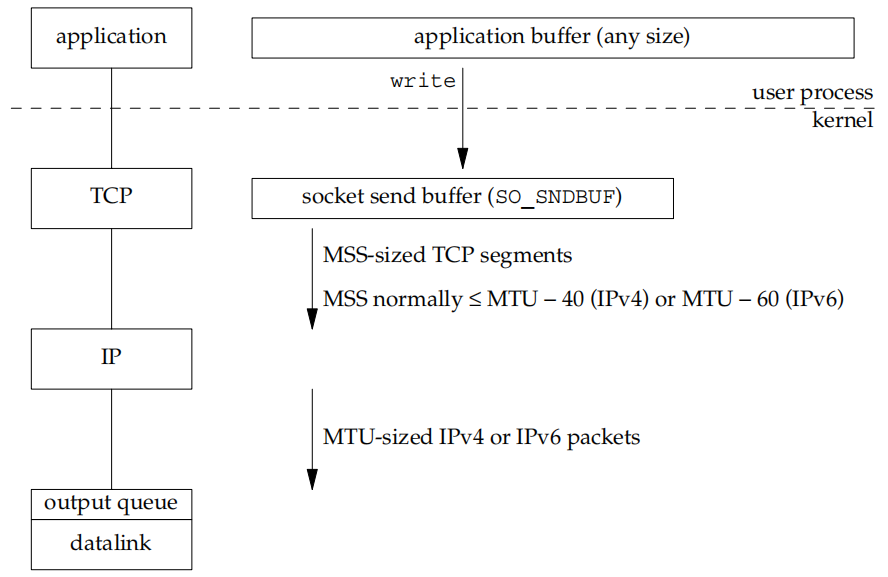 application
application buffer (any size)
write
user process
kernel
TCP
socket send buffer (SO_SNDBUF)
MSS-sized TCP segments
MSS normally ≤ MTU – 40 (IPv4) or MTU – 60 (IPv6)
IP
MTU-sized IPv4 or IPv6 packets
output queue
datalink